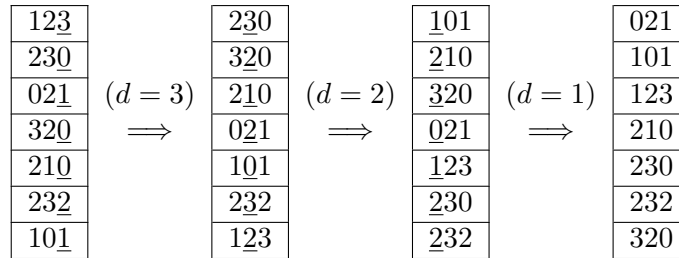 123 230 101 021
230 320 210 101
021 (d = 3) 210 (d = 2) 320 (d = 1) 123
320 ⟹ 021 ⟹ 021 ⟹ 210
210 101 123 230
232 232 230 232
101 123 232 320